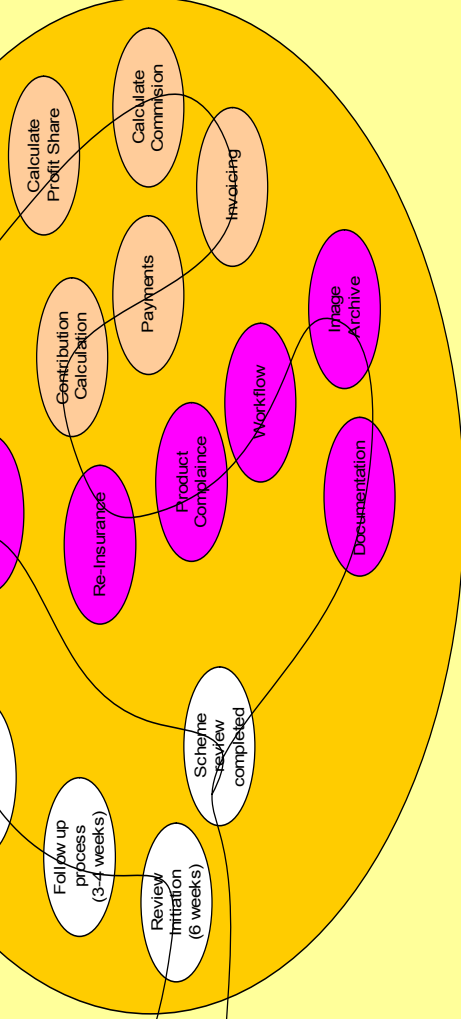 Calculate
Profit Share
Calculate
Commision
Invoicing
Payments
Contribution
Calculation
Image
Archive
Workflow
Product
Complaince
Re-Insurance
Documentation
Scheme
review
completed
Follow up
process
(3-4 weeks)
Review
Initiation
(6 weeks)